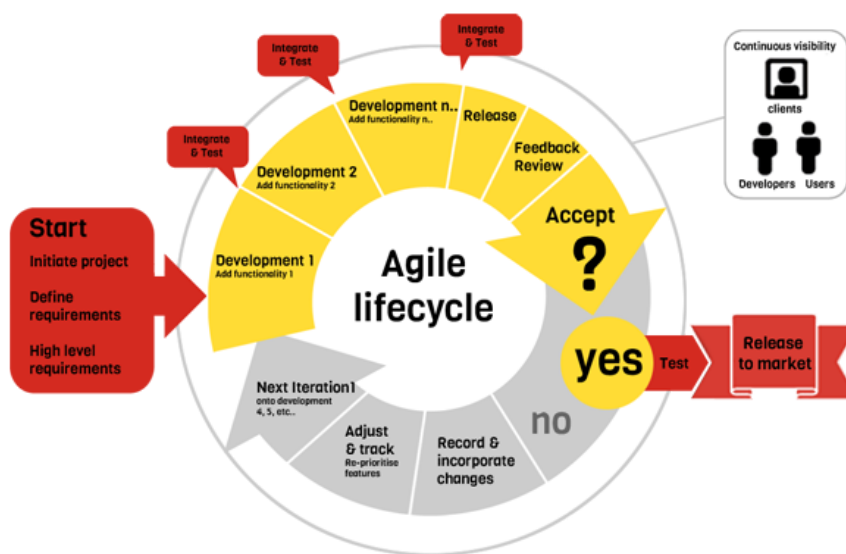 Start
Initiate project
Define
requirements
High level
requirements
Integrate
& Test
Integrate
& Test
Integrate
& Test
Development 1
Add functionality 1
Development 2
Add functionality 2
Development n..
Add functionality n..
Release
Feedback
Review
Accept
?
yes
Test
Release
to market
no
Record &
incorporate
changes
Adjust
& track
Re-prioritise
features
Next Iteration1
onto development
4, 5, etc..
Agile
lifecycle
Continuous visibility
clients
Developers
Users